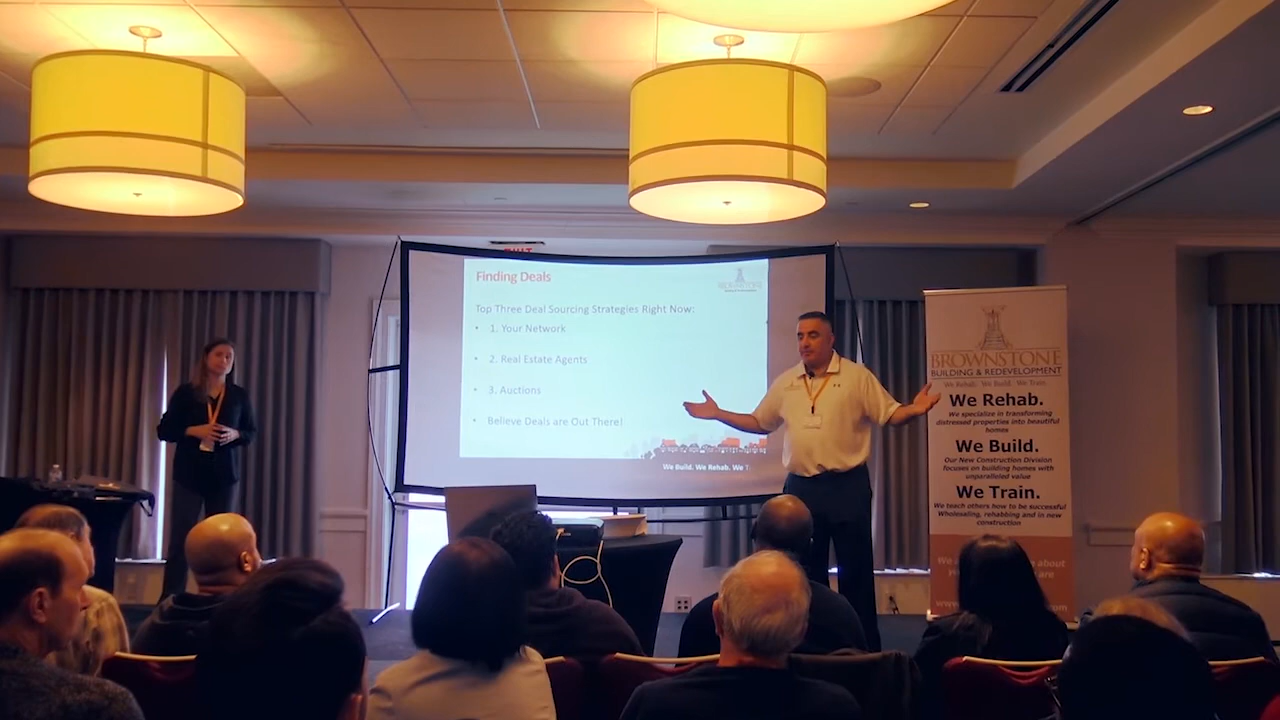 EXIT
Finding Deals
Top Three Deal Sourcing Strategies Right Now:
• 1. Your Network
• 2. Real Estate Agents
• 3. Auctions
• Believe Deals are Out There!
We Build. We Rehab. We T
BROWNSTONE
BUILDING & REDEVELOPMENT
We Rehab. We Build. We Train.
We Rehab.
We specialize in transforming
distressed properties into beautiful
homes
We Build.
Our New Construction Division
focuses on building homes with
unparalleled value
We Train.
We teach others how to be successful
Wholesaling, rehabbing and in new
construction